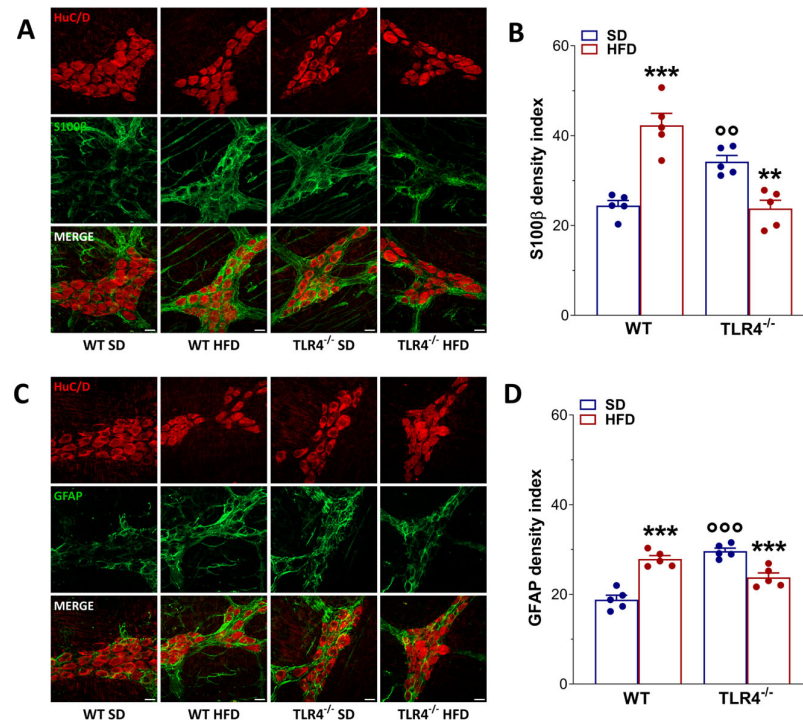 A
HuC/D
S100β
MERGE
WT SD WT HFD TLR4-/- SD TLR4-/- HFD
B
SD
HFD
S100β density index
60
40
20
0
***
°°
**
WT TLR4-/-
C
HuC/D
GFAP
MERGE
WT SD WT HFD TLR4-/- SD TLR4-/- HFD
D
SD
HFD
GFAP density index
60
40
20
0
***
°°°
***
WT TLR4-/-